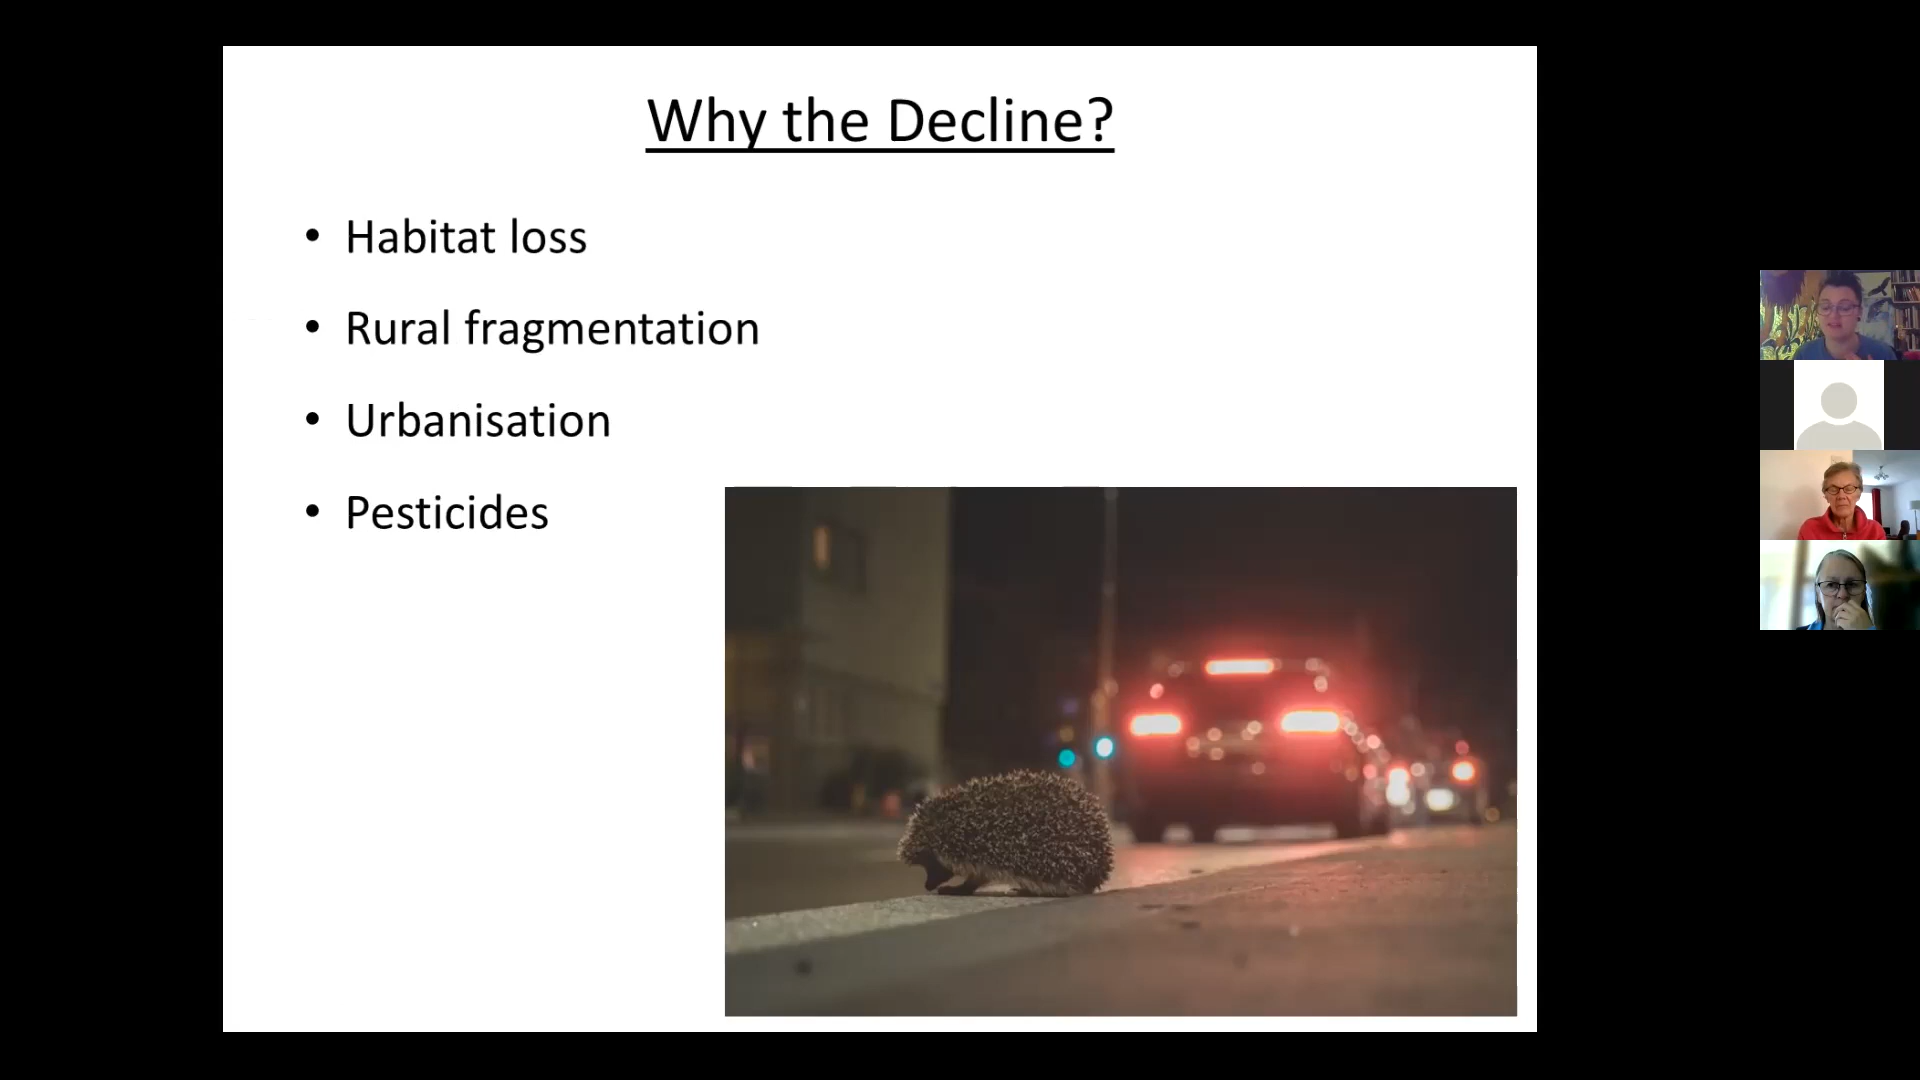 Why the Decline?
• Habitat loss
• Rural fragmentation
• Urbanisation
• Pesticides